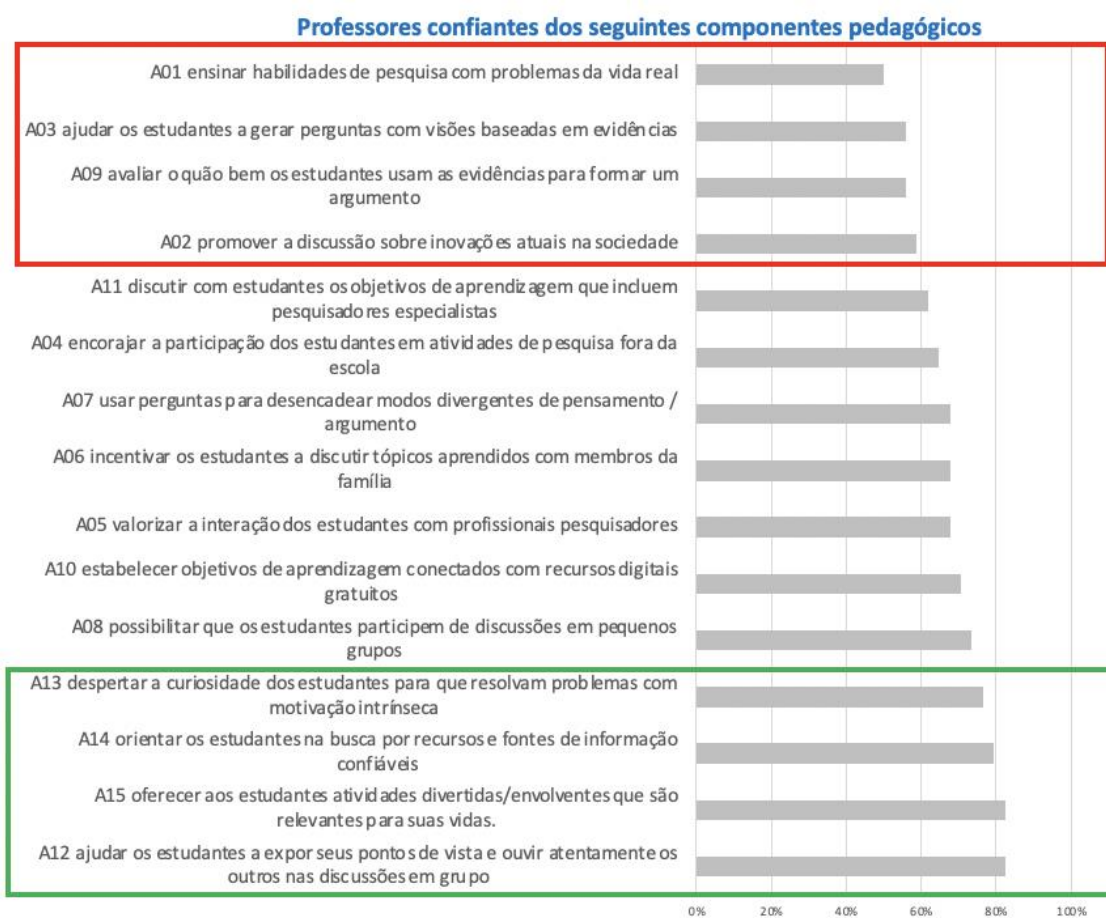 Professores confiantes dos seguintes componentes pedagógicos
A01 ensinar habilidades de pesquisa com problemas da vida real
A03 ajudar os estudantes a gerar perguntas com visões baseadas em evidências
A09 avaliar o quão bem os estudantes usam as evidências para formar um
argumento
A02 promover a discussão sobre inovações atuais na sociedade
A11 discutir com estudantes os objetivos de aprendizagem que incluem
pesquisadores especialistas
A04 encorajar a participação dos estudantes em atividades de pesquisa fora da
escola
A07 usar perguntas para desencadear modos divergentes de pensamento /
argumento
A06 incentivar os estudantes a discutir tópicos aprendidos com membros da
família
A05 valorizar a interação dos estudantes com profissionais pesquisadores
A10 estabelecer objetivos de aprendizagem conectados com recursos digitais
gratuitos
A08 possibilitar que os estudantes participem de discussões em pequenos
grupos
A13 despertar a curiosidade dos estudantes para que resolvam problemas com
motivação intrínseca
A14 orientar os estudantes na busca por recursos e fontes de informação
confiáveis
A15 oferecer aos estudantes atividades divertidas/envolventes que são
relevantes para suas vidas.
A12 ajudar os estudantes a expor seus pontos de vista e ouvir atentamente os
outros nas discussões em grupo
0% 20% 40% 60% 80% 100%